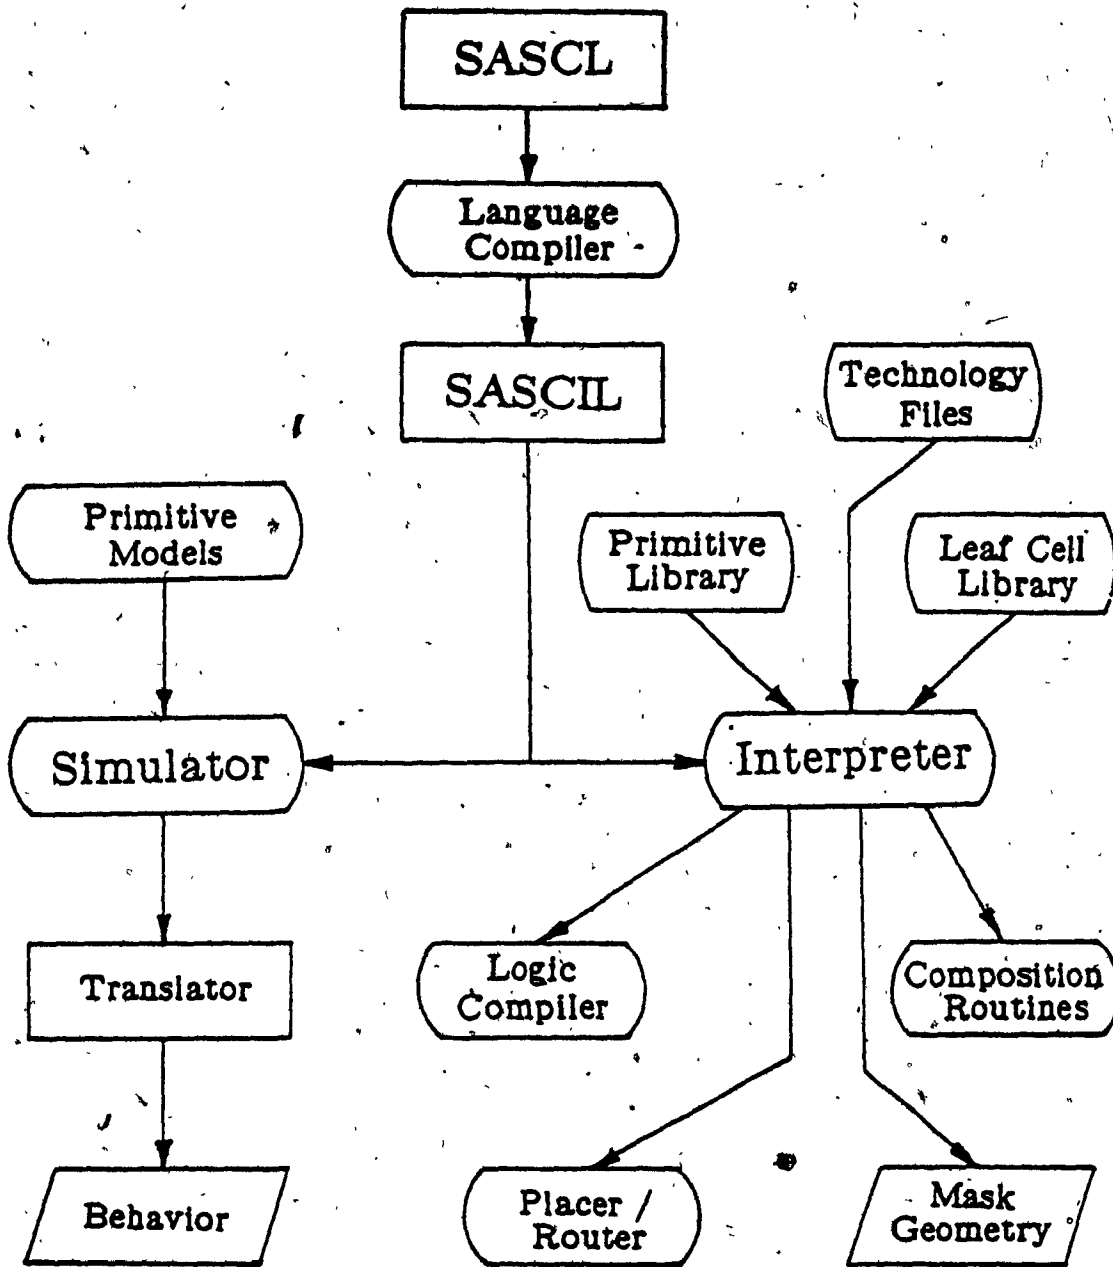 SASCL
Language
Compiler
SASCIL
Technology
Files
Primitive
Models
Primitive
Library
Leaf Cell
Library
Simulator
Interpreter
Translator
Logic
Compiler
Composition
Routines
Behavior
Placer /
Router
Mask
Geometry